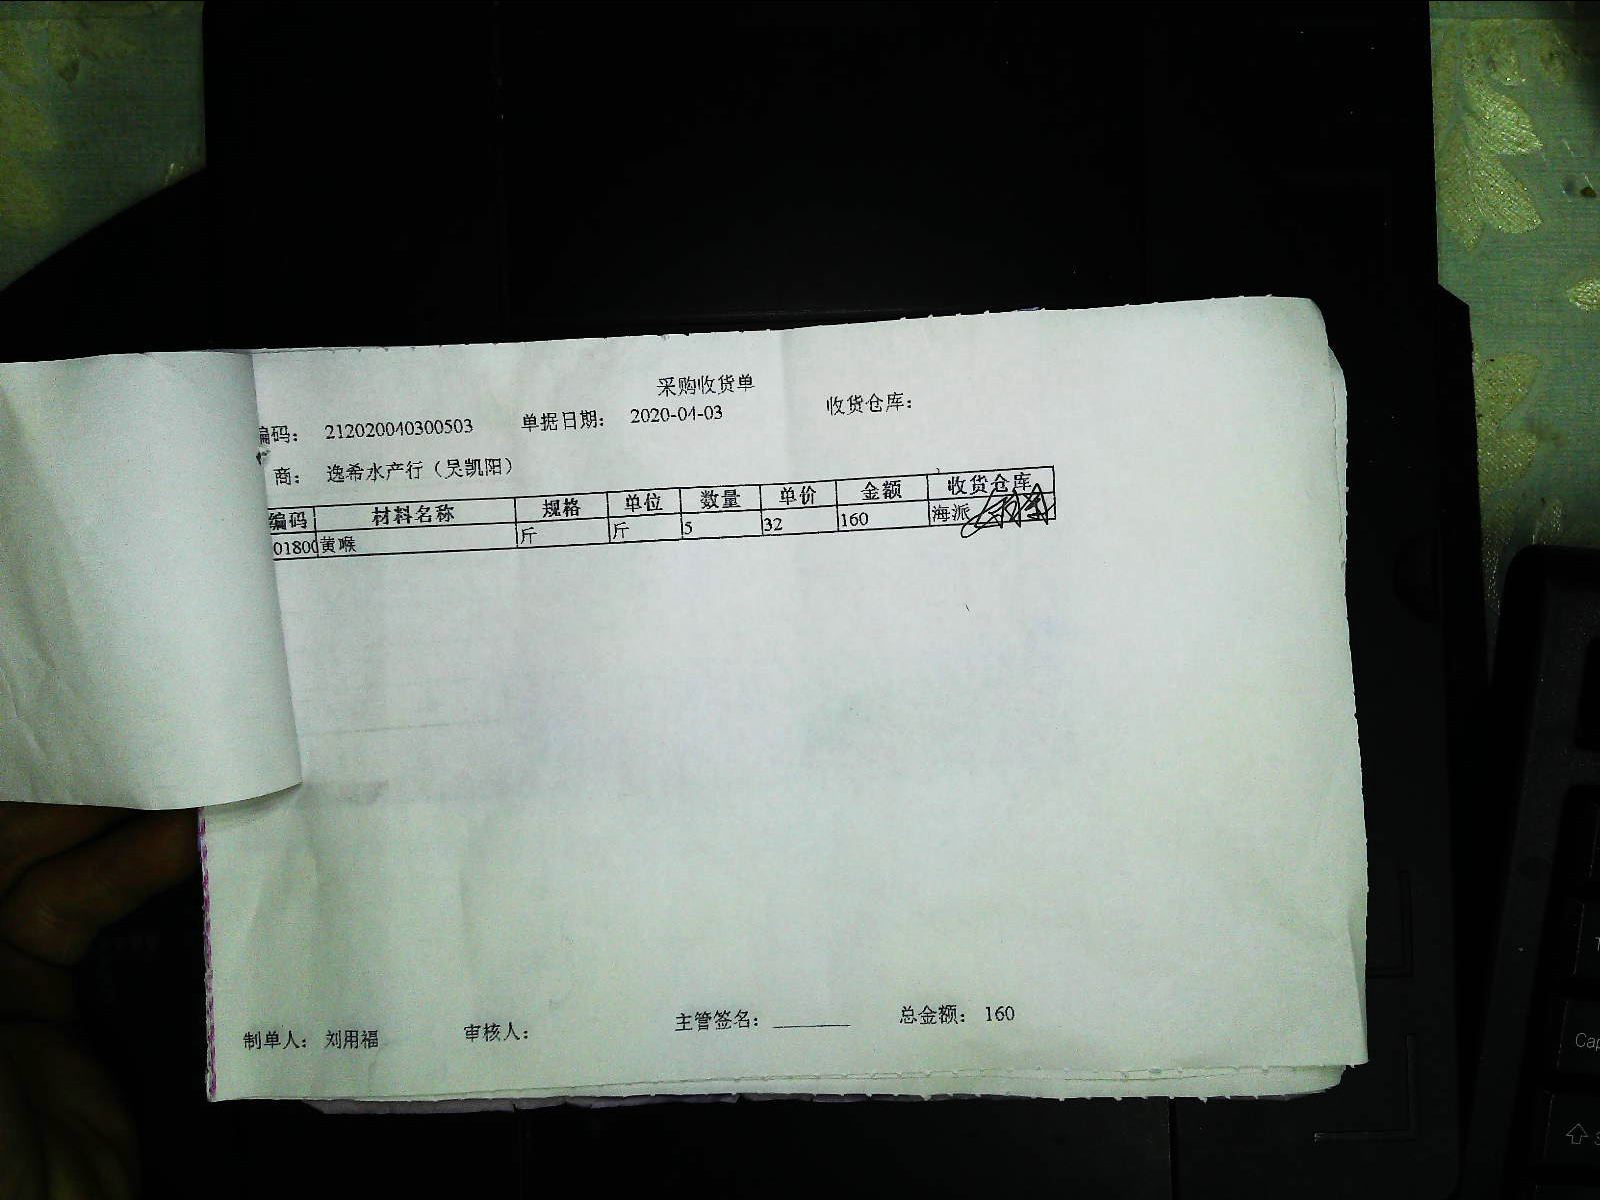 采购收货单
编码: 212020040300503 单据日期: 2020-04-03 收货仓库:
商: 逸希水产行（吴凯阳）
编码 材料名称 规格 单位 数量 单价 金额 收货仓库
01800 黄喉 斤 斤 5 32 160 海派
制单人: 刘用福 审核人: 主管签名: 总金额: 160